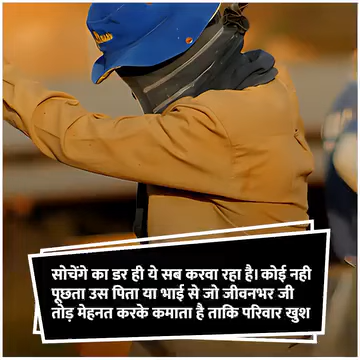 सोचेंगे का डर ही ये सब करवा रहा है। कोई नही
पूछता उस पिता या भाई से जो जीवनभर जी
तोड़ मेहनत करके कमाता है ताकि परिवार खुश